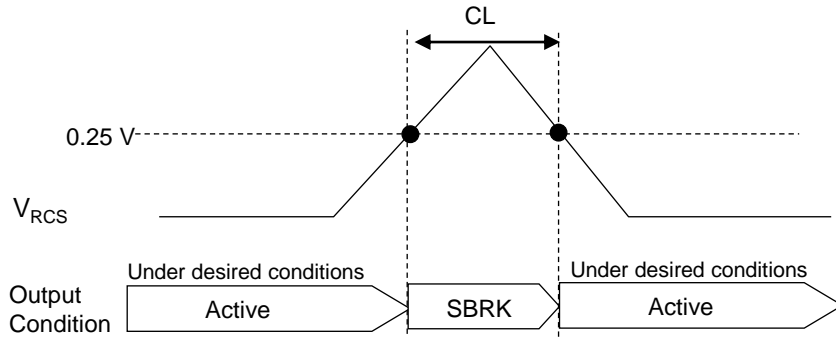 CL
0.25 V
VRCS
Under desired conditions
Under desired conditions
Output
Condition
Active
SBRK
Active